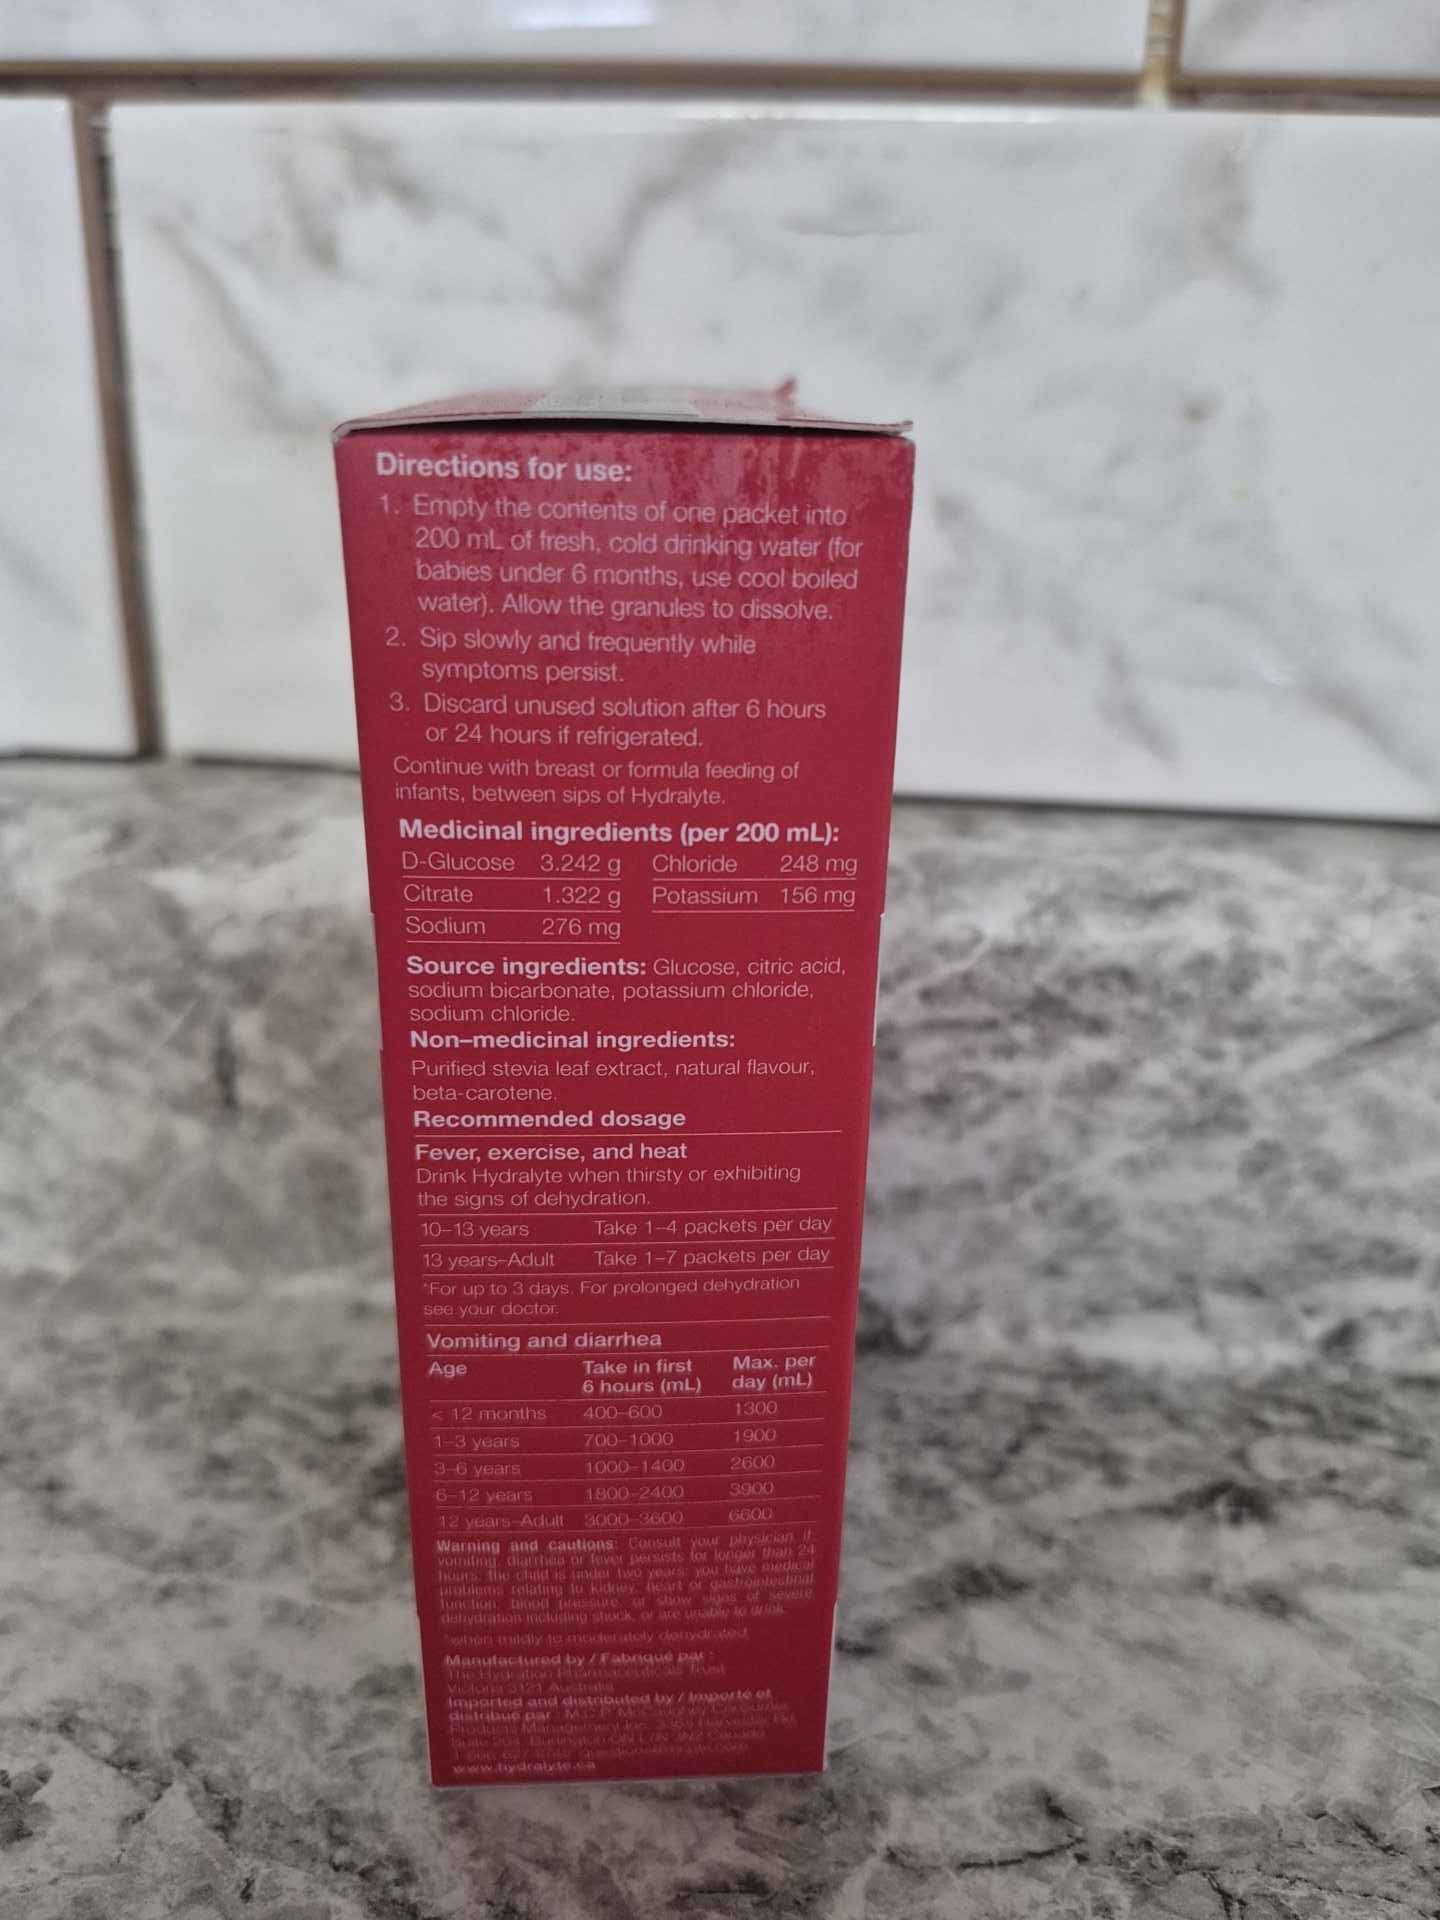 Directions for use:
1. Empty the contents of one packet into
200 mL of fresh, cold drinking water (for
babies under 6 months, use cool boiled
water). Allow the granules to dissolve.
2. Sip slowly and frequently while
symptoms persist.
3. Discard unused solution after 6 hours
or 24 hours if refrigerated.
Continue with breast or formula feeding of
infants, between sips of Hydralyte.
Medicinal ingredients (per 200 mL):
D-Glucose 3.242 g Chloride 248 mg
Citrate 1.322 g Potassium 156 mg
Sodium 276 mg
Source ingredients: Glucose, citric acid,
sodium bicarbonate, potassium chloride,
sodium chloride.
Non-medicinal ingredients:
Purified stevia leaf extract, natural flavour,
beta-carotene.
Recommended dosage
Fever, exercise, and heat
Drink Hydralyte when thirsty or exhibiting
the signs of dehydration.
10–13 years Take 1–4 packets per day
13 years–Adult Take 1–7 packets per day
*For up to 3 days. For prolonged dehydration
see your doctor.
Vomiting and diarrhea
Age Take in first Max. per
6 hours (mL) day (mL)
< 12 months 400–600 1300
1–3 years 700–1000 1900
3–6 years 1000–1400 2600
6–12 years 1800–2400 3900
12 years–Adult 3000–3600 6600
Warning and cautions: Consult your physician if
vomiting, diarrhea or fever persists for longer than 24
hours, the child is under two years, you have medical
problems relating to kidney, heart or gastrointestinal
function, blood pressure, or show signs of severe
dehydration including shock, or are unable to drink.
*when mildly to moderately dehydrated
Manufactured by / Fabriqué par :
The Hydration Pharmaceuticals Trust
Victoria 3121 Australia
Imported and distributed by / Importé et
distribué par : M.C.P. McCaughey Consumer
Products Management Inc.
Burlington ON L7N 3N2 Canada
www.hydralyte.ca